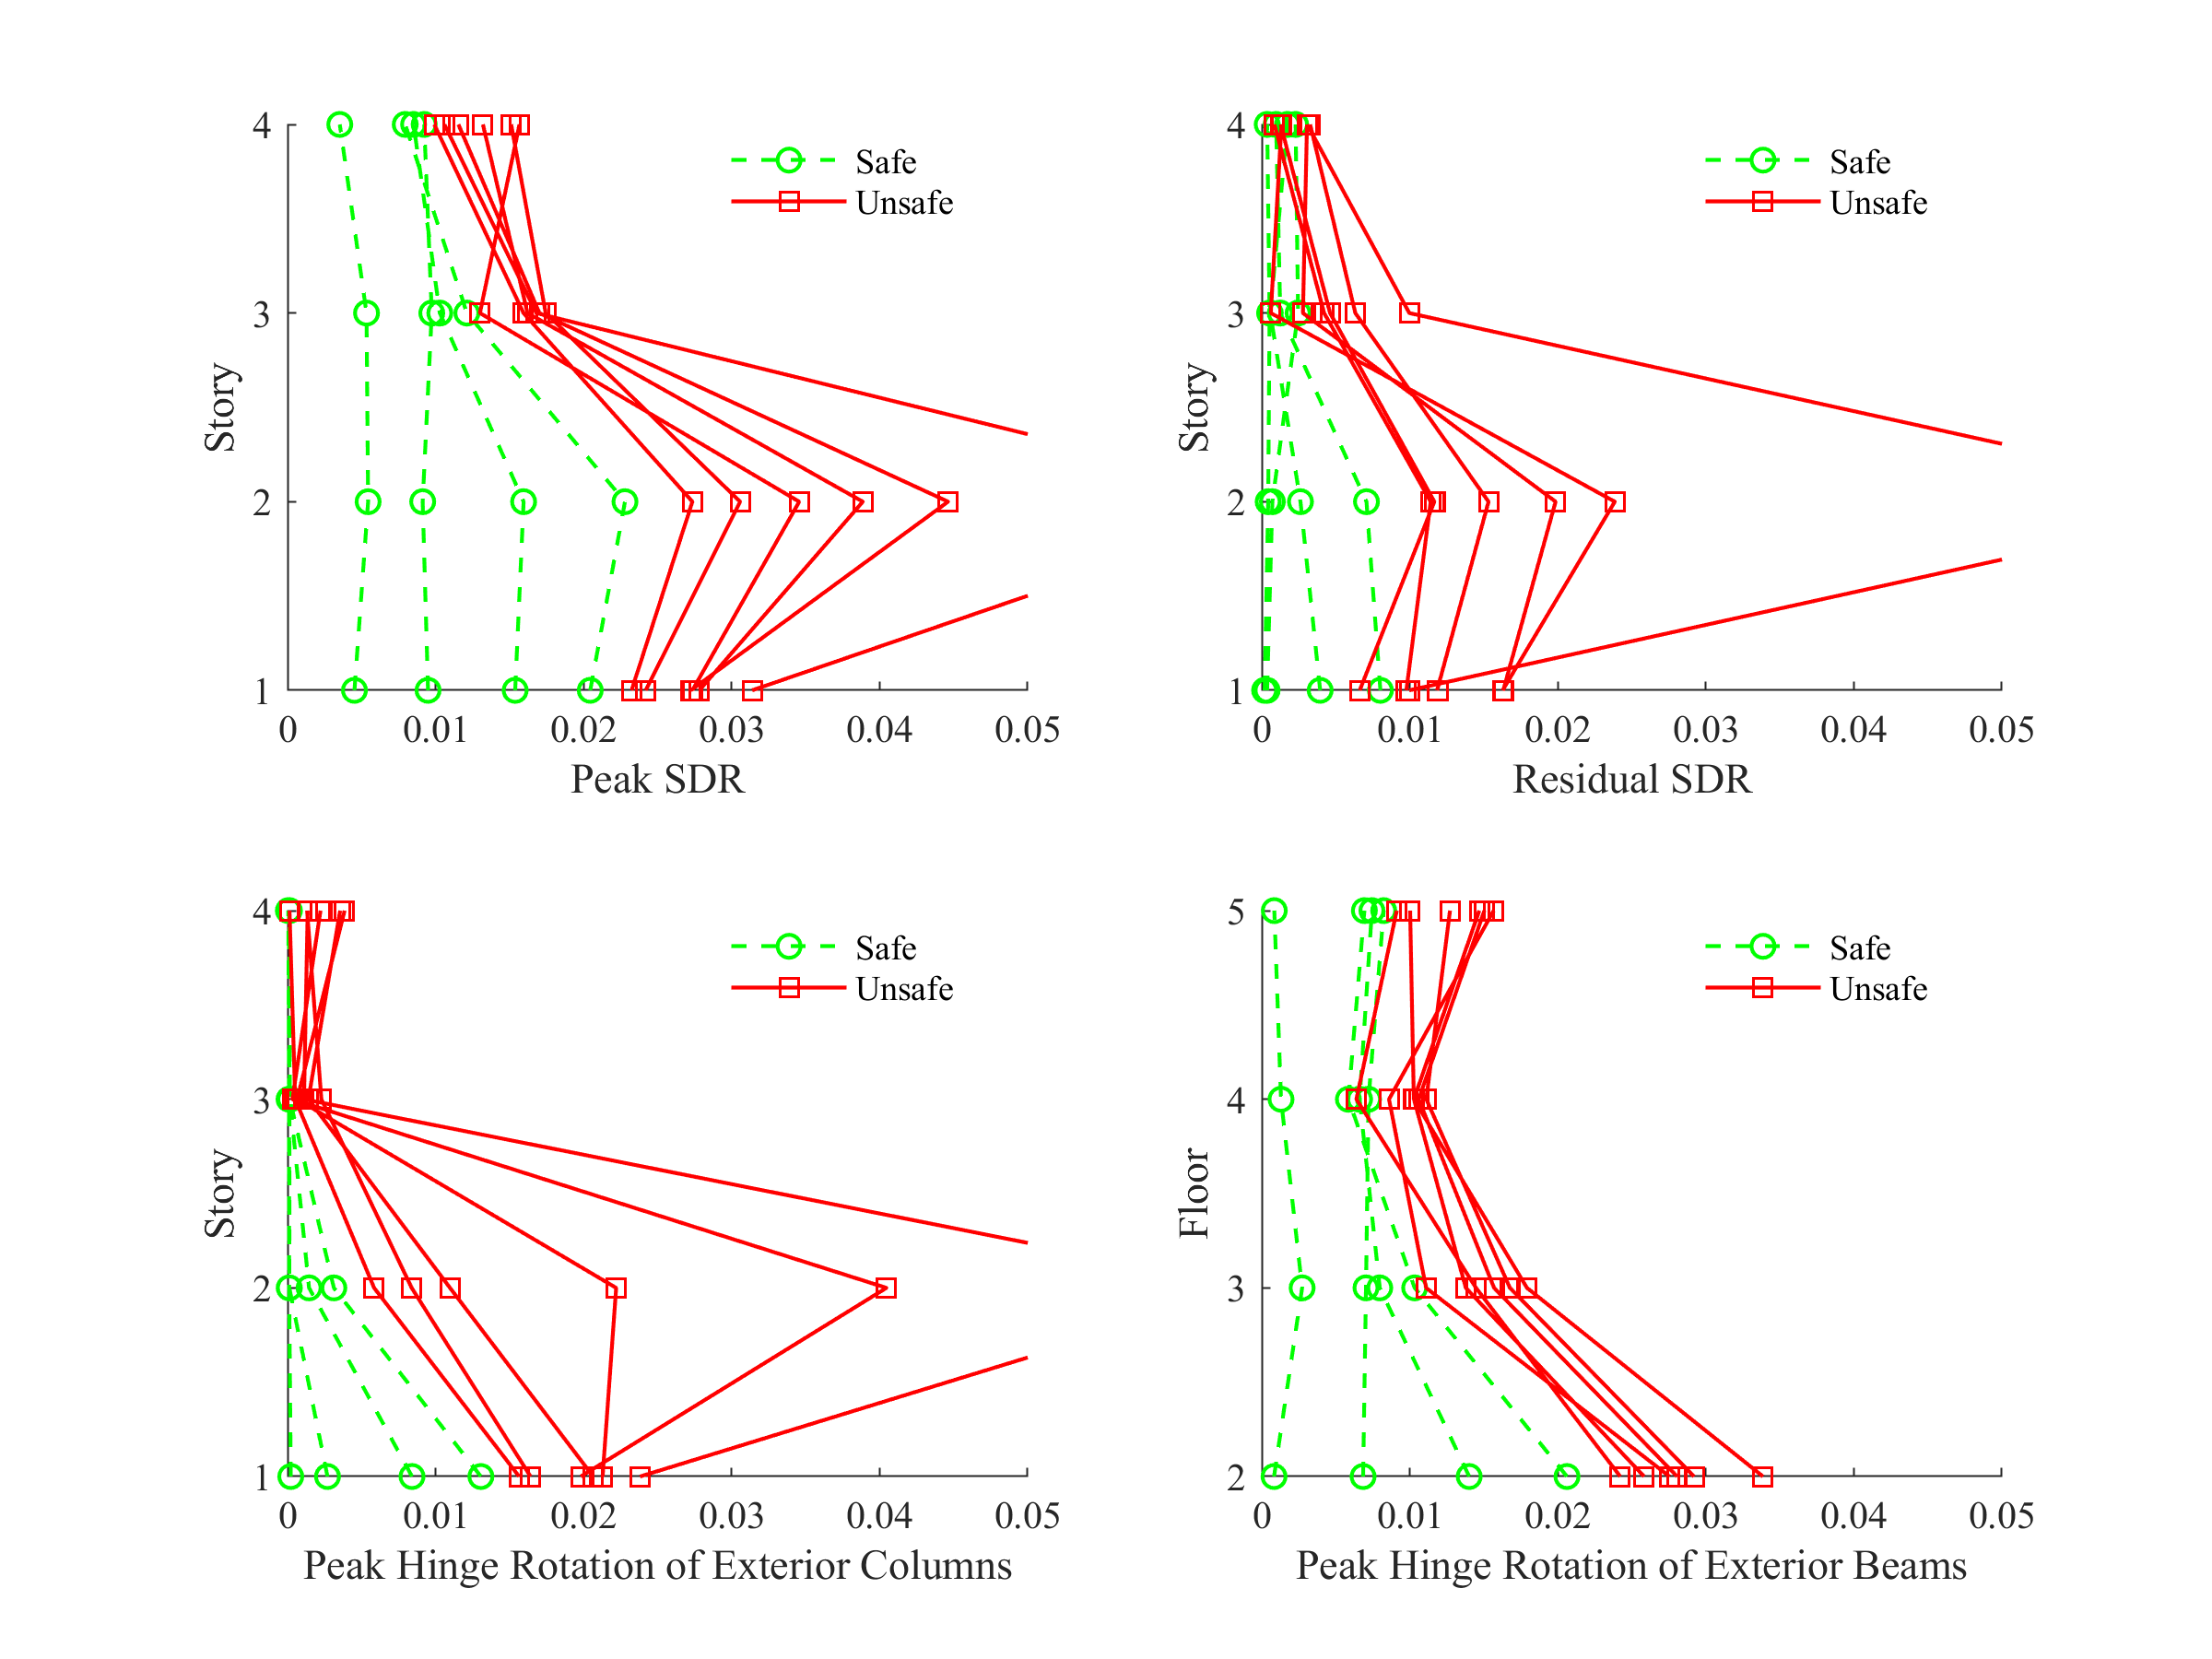 4
3
2
1
Story
Safe
Unsafe
0 0.01 0.02 0.03 0.04 0.05
Peak SDR
4
3
2
1
Story
Safe
Unsafe
0 0.01 0.02 0.03 0.04 0.05
Residual SDR
4
3
2
1
Story
Safe
Unsafe
0 0.01 0.02 0.03 0.04 0.05
Peak Hinge Rotation of Exterior Columns
5
4
3
2
Floor
Safe
Unsafe
0 0.01 0.02 0.03 0.04 0.05
Peak Hinge Rotation of Exterior Beams